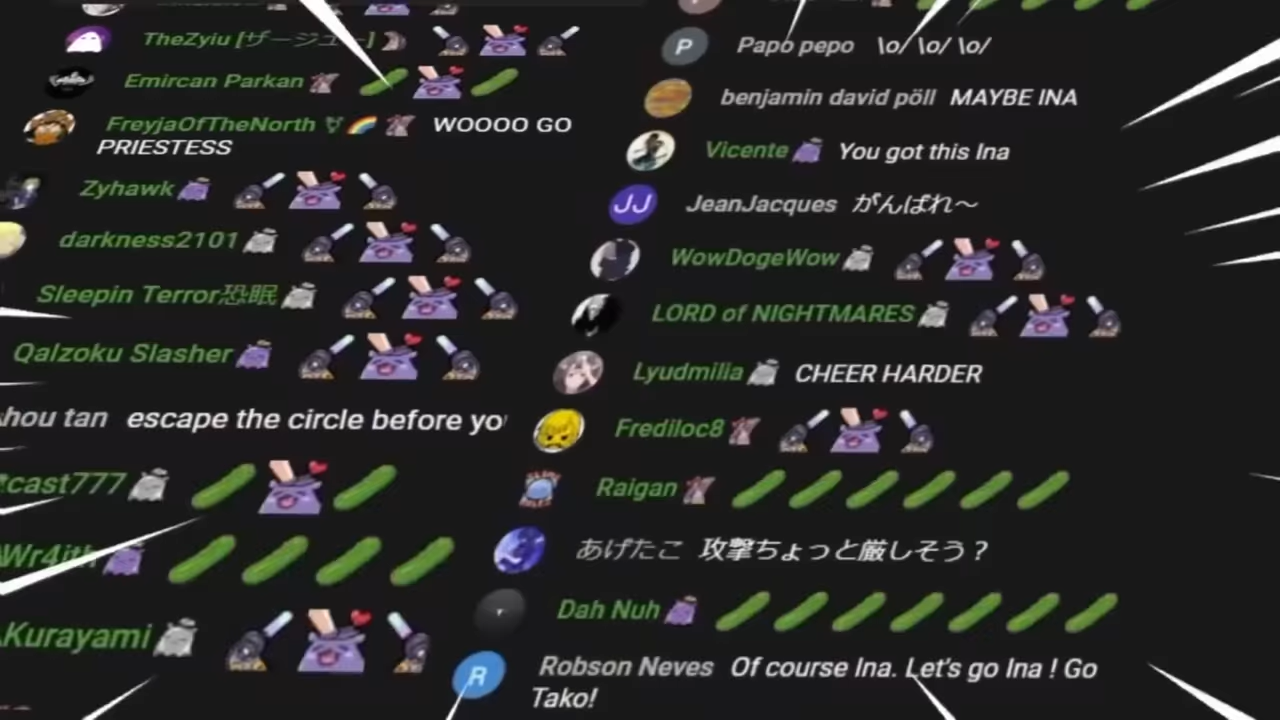 TheZyiu [ザージュー]
Emircan Parkan
FreyjaOfTheNorth WOOOO GO
PRIESTESS
Zyhawk
darkness2101
Sleepin Terror恐眠
Qalzoku Slasher
hou tan escape the circle before yo
cast777
Wr4ith
Kurayami
P Papo pepo \o/ \o/ \o/
benjamin david pöll MAYBE INA
Vicente You got this Ina
JJ JeanJacques がんばれ～
WowDogeWow
LORD of NIGHTMARES
Lyudmilia CHEER HARDER
Frediloc8
Raigan
あげたこ 攻撃ちょっと厳しそう？
Dah Nuh
R Robson Neves Of course Ina. Let's go Ina ! Go
Tako!